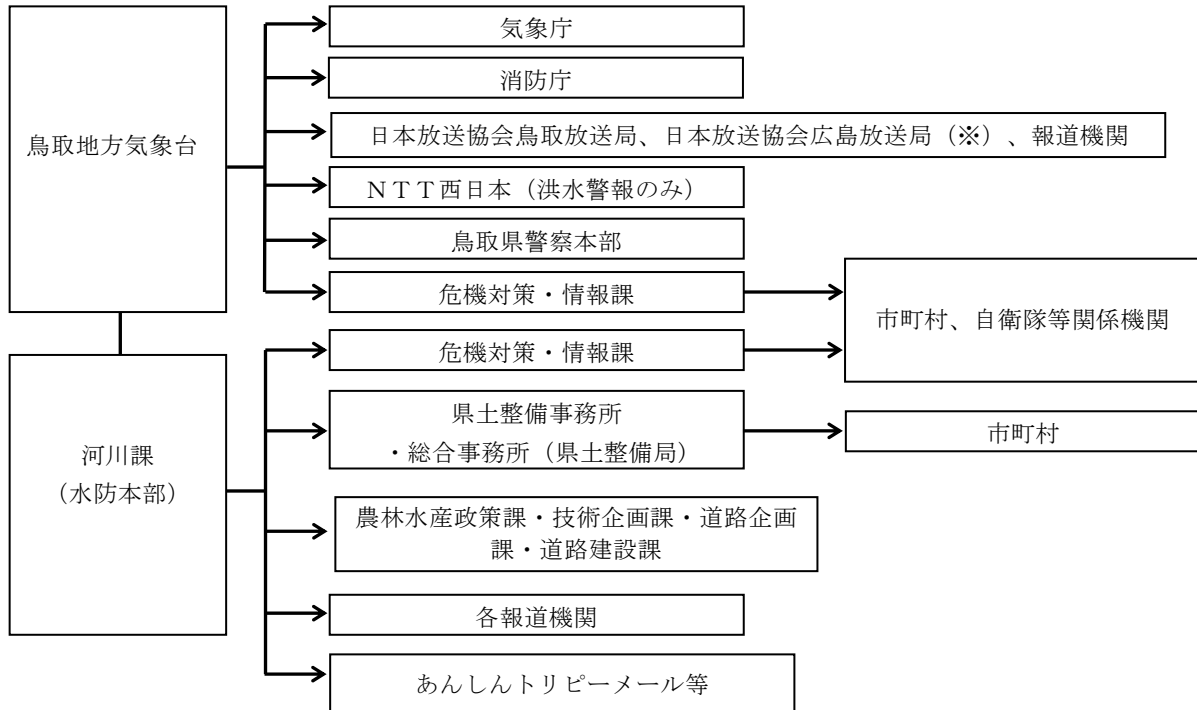 気象庁
消防庁
鳥取地方気象台
日本放送協会鳥取放送局、日本放送協会広島放送局(※)、報道機関
NTT西日本(洪水警報のみ)
鳥取県警察本部
危機対策・情報課
市町村、自衛隊等関係機関
危機対策・情報課
県土整備事務所
・総合事務所(県土整備局)
市町村
河川課
(水防本部)
農林水産政策課・技術企画課・道路企画
課・道路建設課
各報道機関
あんしんトリピーメール等